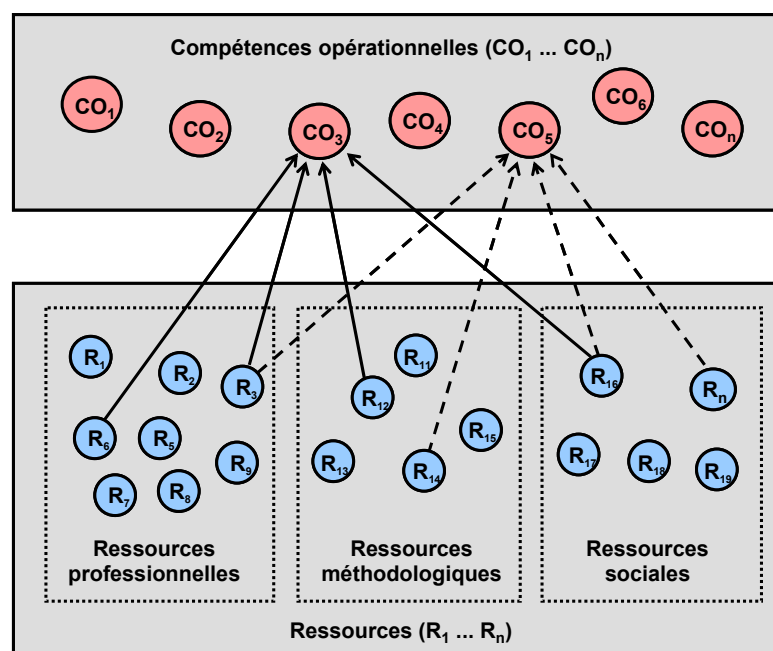 Compétences opérationnelles (CO₁ ... COₙ)
CO₁
CO₂
CO₃
CO₄
CO₅
CO₆
COₙ
R₁
R₂
R₃
R₆
R₅
R₉
R₇
R₈
Ressources
professionnelles
R₁₁
R₁₂
R₁₅
R₁₃
R₁₄
Ressources
méthodologiques
R₁₆
Rₙ
R₁₇
R₁₈
R₁₉
Ressources
sociales
Ressources (R₁ ... Rₙ)